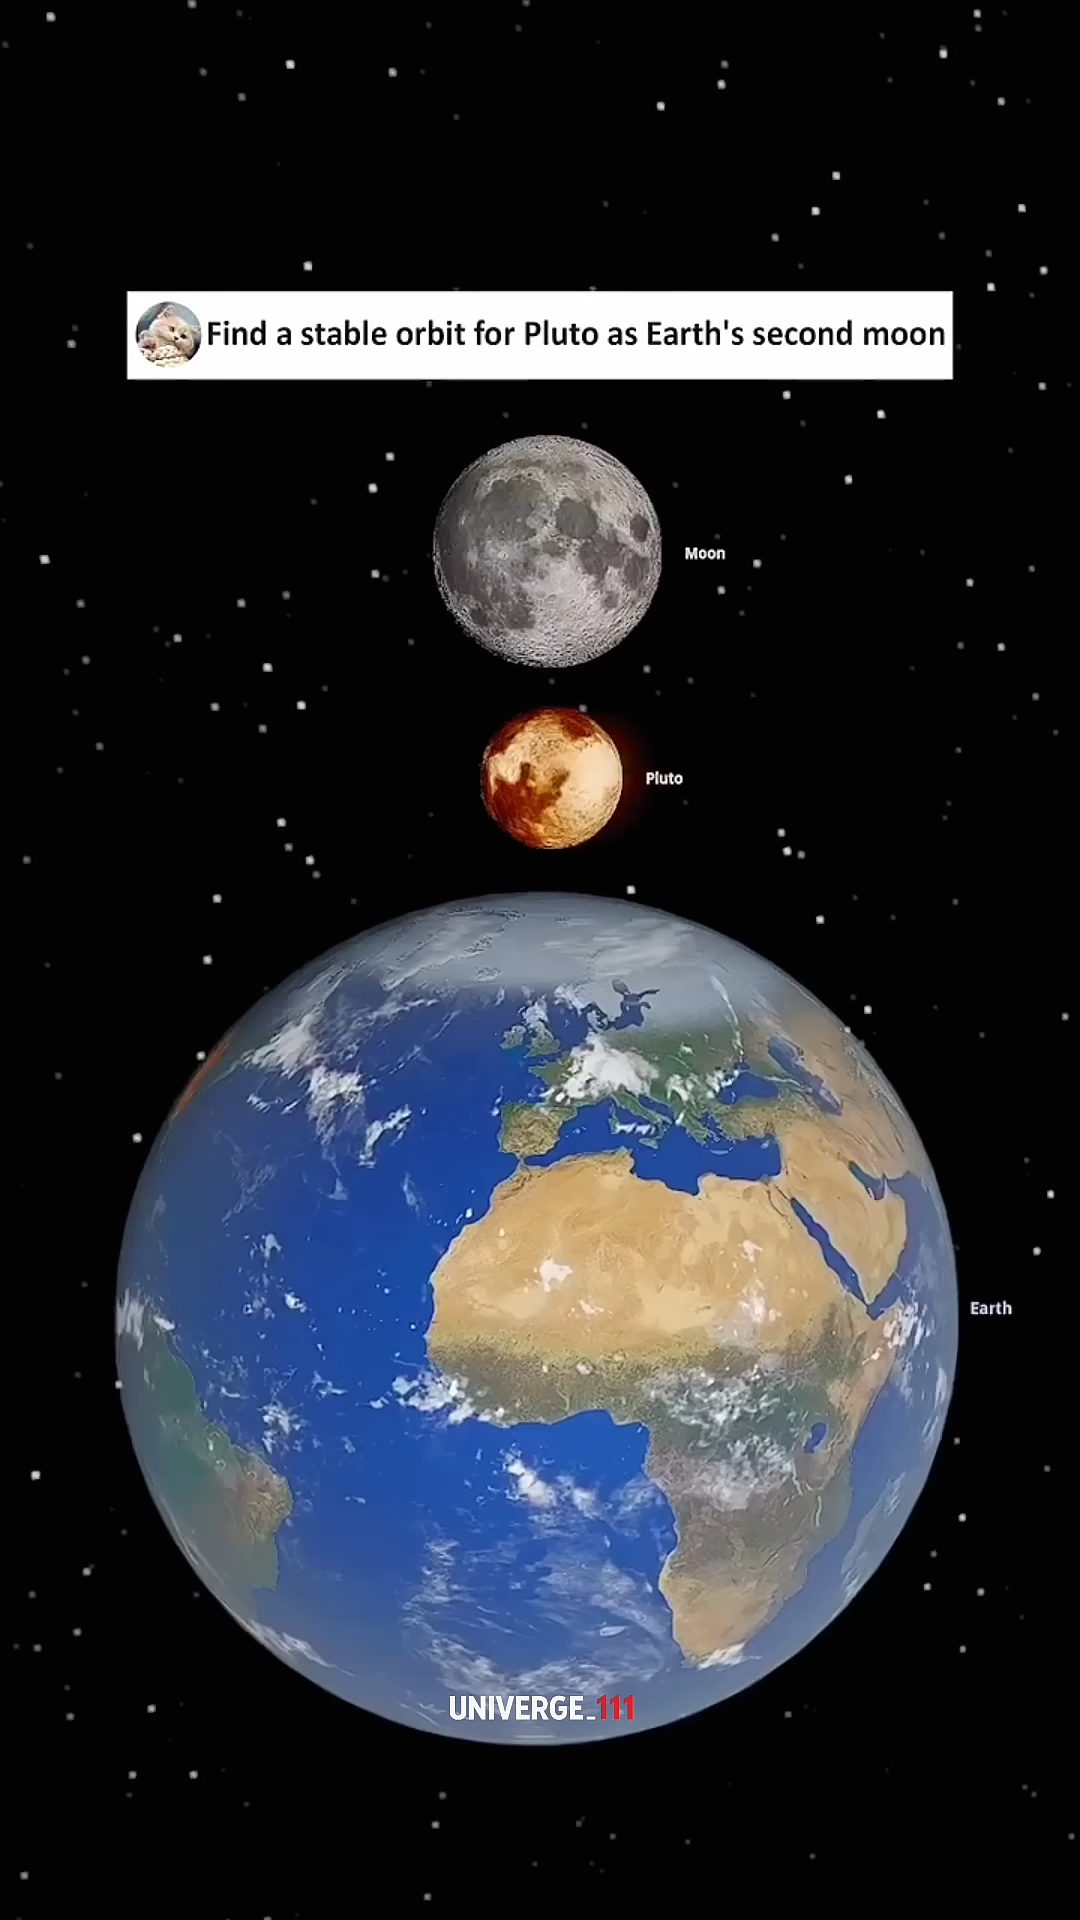 Find a stable orbit for Pluto as Earth's second moon
Moon
Pluto
Earth
UNIVERGE_111